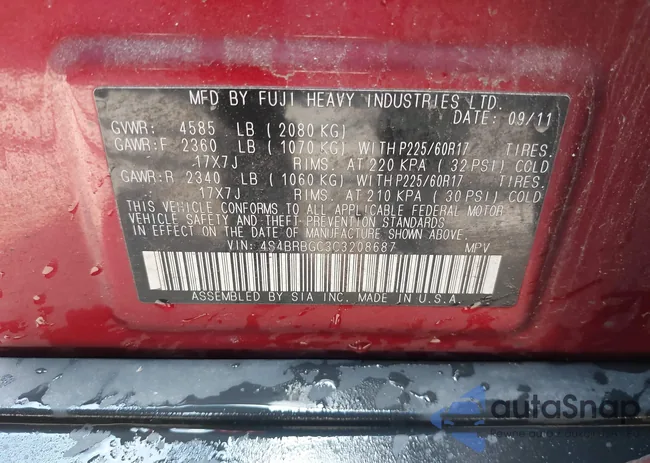 MFD BY FUJI HEAVY INDUSTRIES LTD.
DATE: 09/11
GVWR: 4585 LB (2080 KG)
GAWR:F 2360 LB (1070 KG) WITH P225/60R17 TIRES.
17X7J RIMS. AT 220 KPA (32 PSI) COLD
GAWR:R 2340 LB (1060 KG) WITH P225/60R17 TIRES.
17X7J RIMS. AT 210 KPA (30 PSI) COLD
THIS VEHICLE CONFORMS TO ALL APPLICABLE FEDERAL MOTOR
VEHICLE SAFETY AND THEFT-PREVENTION STANDARDS
IN EFFECT ON THE DATE OF MANUFACTURE SHOWN ABOVE.
VIN: 4S4BRBGC3C3208687 MPV
ASSEMBLED BY SIA INC. MADE IN U.S.A.
autoSnap